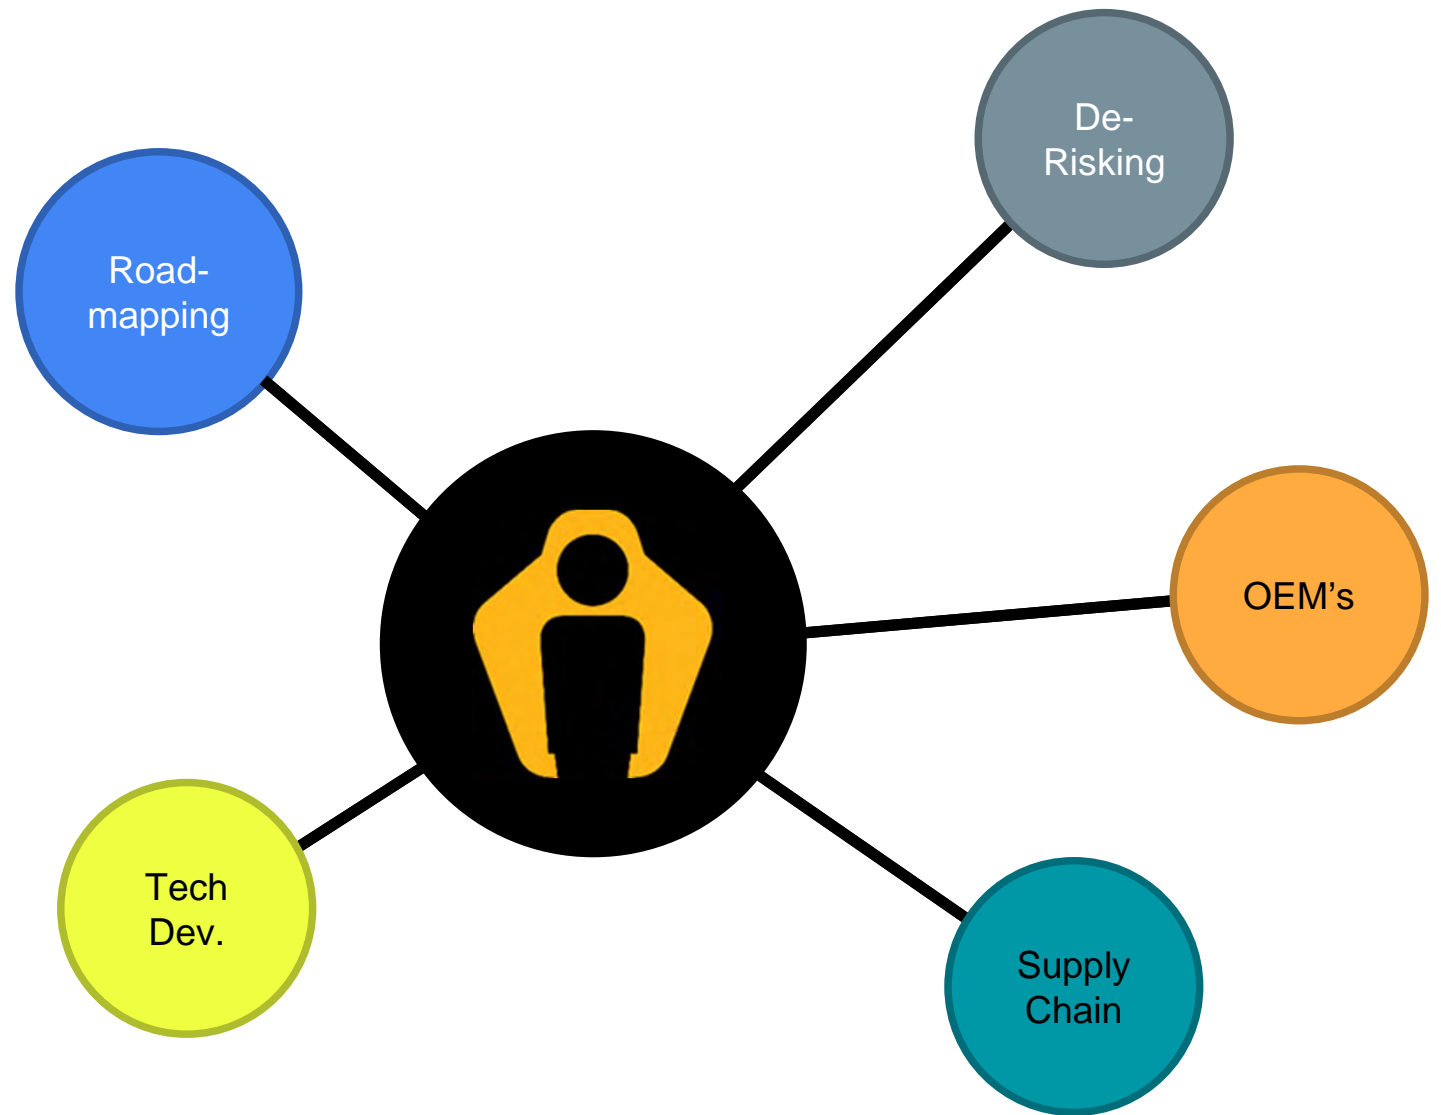 De-
Risking
Road-
mapping
OEM’s
Tech
Dev.
Supply
Chain